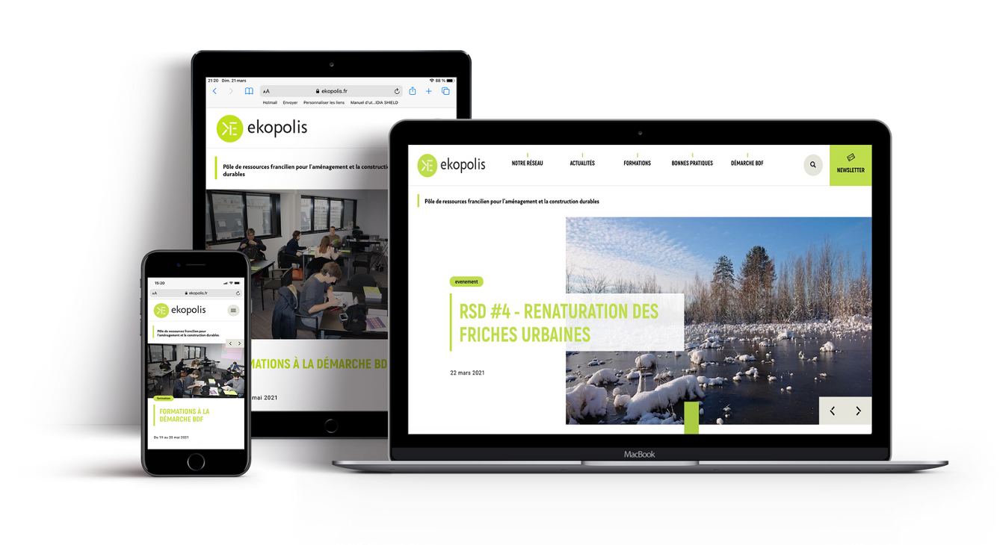 21:20 Dim. 21 mars
88 %
AA
ekopolis.fr
Hotmail Envoyer Personnaliser les liens Manuel d'ut...IDIA SHIELD
ekopolis
Pôle de ressources francilien pour l'aménagement et la constructi
durables
MATIONS À LA DÉMARCHE BD
mai 2021
15:20
AA
ekopolis.fr
ekopolis
Pôle de ressources francilien pour
l'aménagement et la construction durables
formation
FORMATIONS À LA
DÉMARCHE BDF
Du 19 au 20 mai 2021
ekopolis
NOTRE RÉSEAU ACTUALITÉS FORMATIONS BONNES PRATIQUES DÉMARCHE BDF
NEWSLETTER
Pôle de ressources francilien pour l'aménagement et la construction durables
evenement
RSD #4 - RENATURATION DES
FRICHES URBAINES
22 mars 2021
MacBook